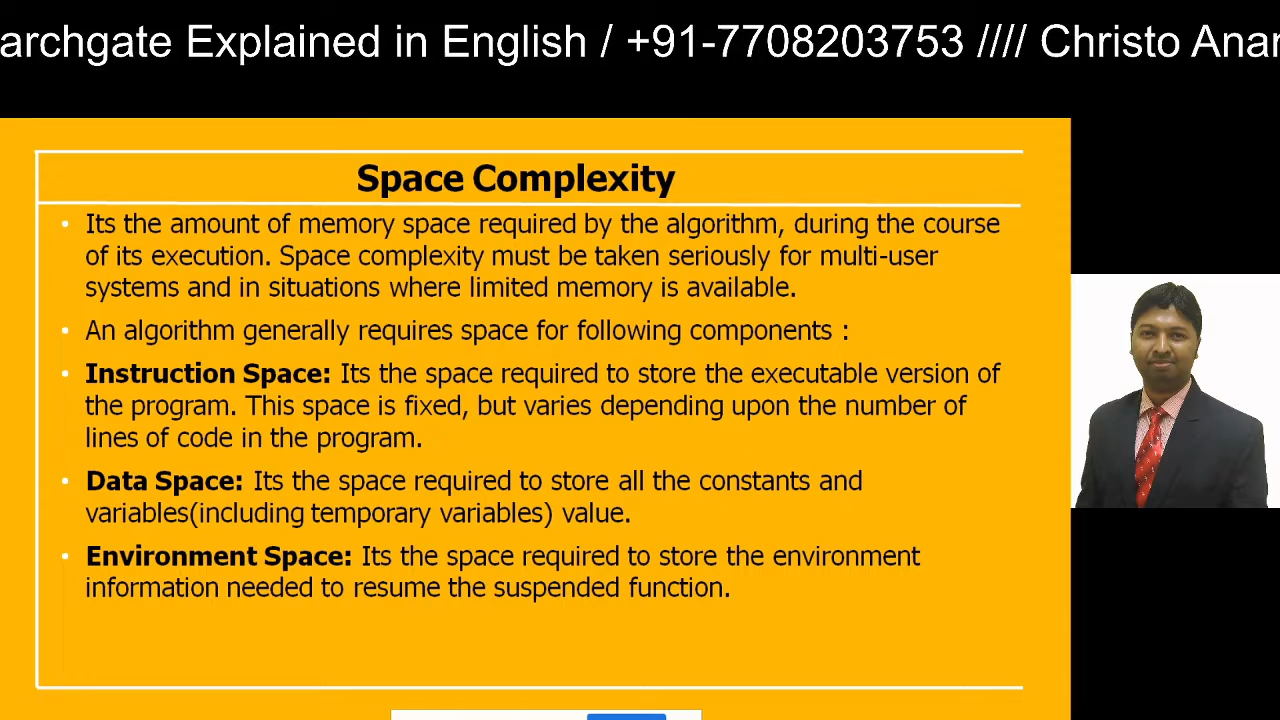 archgate Explained in English / +91-7708203753 //// Christo Anan
Space Complexity
• Its the amount of memory space required by the algorithm, during the course
of its execution. Space complexity must be taken seriously for multi-user
systems and in situations where limited memory is available.
• An algorithm generally requires space for following components :
• Instruction Space: Its the space required to store the executable version of
the program. This space is fixed, but varies depending upon the number of
lines of code in the program.
• Data Space: Its the space required to store all the constants and
variables(including temporary variables) value.
• Environment Space: Its the space required to store the environment
information needed to resume the suspended function.